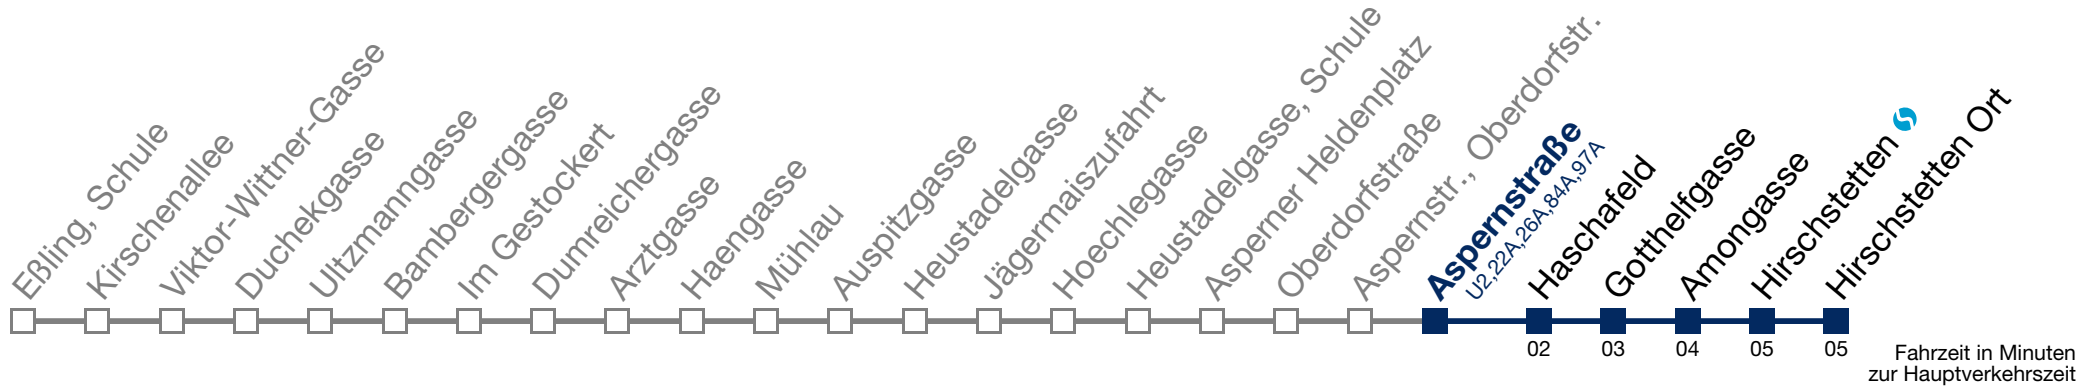 Eßling, Schule
Kirschenallee
Viktor-Wittner-Gasse
Duchekgasse
Ultzmanngasse
Bambergergasse
Im Gestockert
Dumreichergasse
Arztgasse
Haengasse
Mühlau
Auspitzgasse
Heustadelgasse
Jägermaiszufahrt
Hoechlegasse
Heustadelgasse, Schule
Asperner Heldenplatz
Oberdorfstraße
Aspernstr., Oberdorfstr.
Aspernstraße
U2,22A,26A,84A,97A
Haschafeld
Gotthelfgasse
Amongasse
Hirschstetten
Hirschstetten Ort
02 03 04 05 05
Fahrzeit in Minuten
zur Hauptverkehrszeit